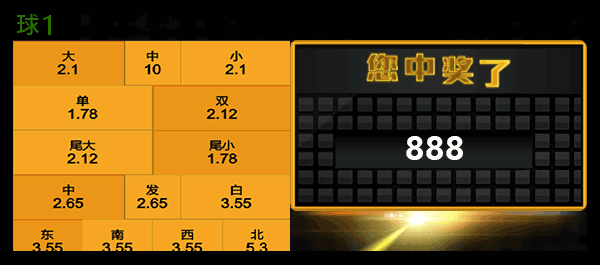 球1
大 中 小
2.1 10 2.1
单 双
1.78 2.12
尾大 尾小
2.12 1.78
中 发 白
2.65 2.65 3.55
东 南 西 北
3.55 3.55 3.55 5.3
您中奖了
888